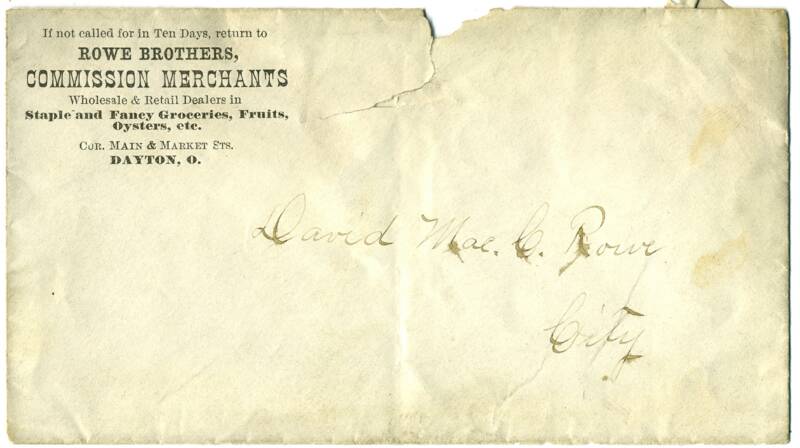 If not called for in Ten Days, return to
ROWE BROTHERS,
COMMISSION MERCHANTS
Wholesale & Retail Dealers in
Staple and Fancy Groceries, Fruits,
Oysters, etc.
COR. MAIN & MARKET STS.
DAYTON, O.
David Mac. C. Rowe
City